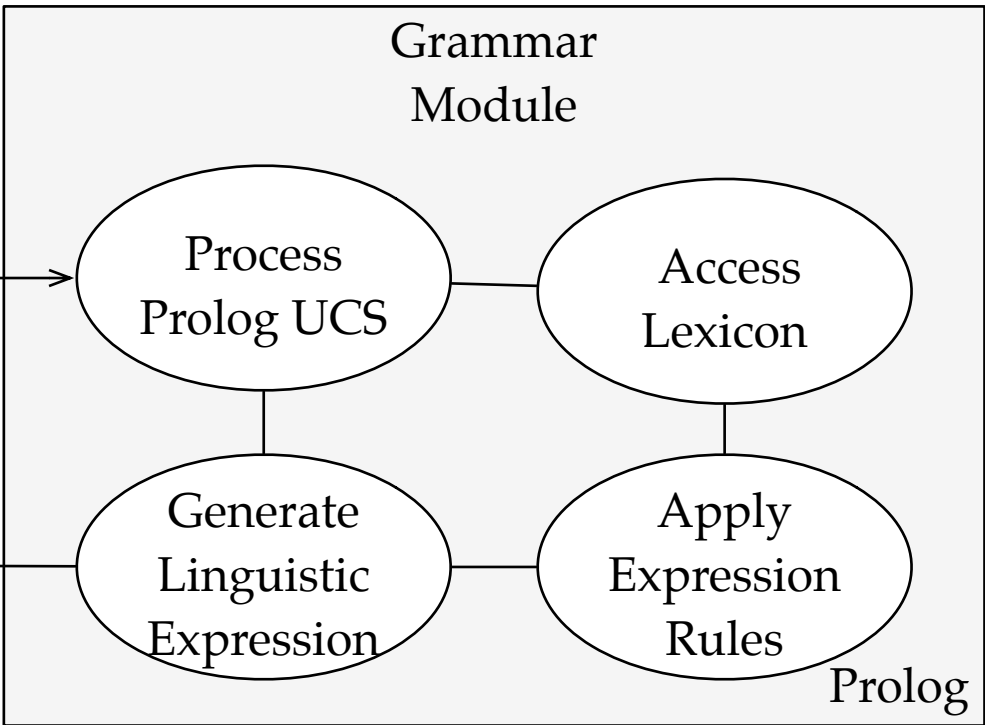 Grammar
Module
Process
Prolog UCS
Access
Lexicon
Generate
Linguistic
Expression
Apply
Expression
Rules
Prolog